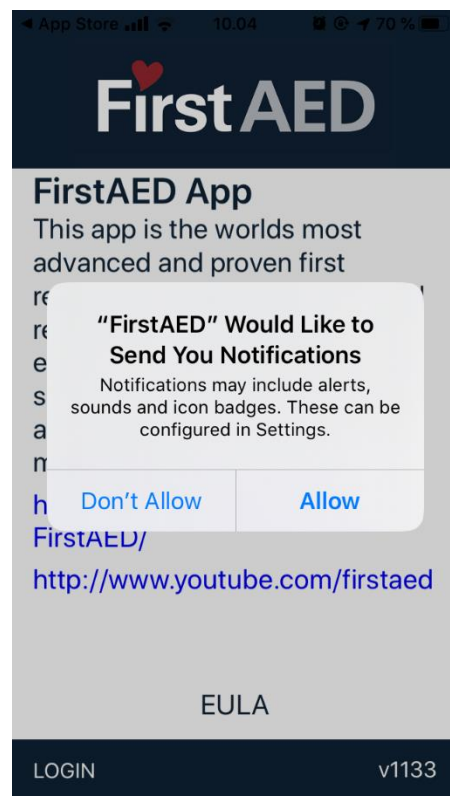 App Store 10.04 70 %
First AED
FirstAED App
This app is the worlds most
advanced and proven first
“FirstAED” Would Like to
Send You Notifications
Notifications may include alerts,
sounds and icon badges. These can be
configured in Settings.
Don’t Allow Allow
FirstAED/
http://www.youtube.com/firstaed
EULA
LOGIN v1133